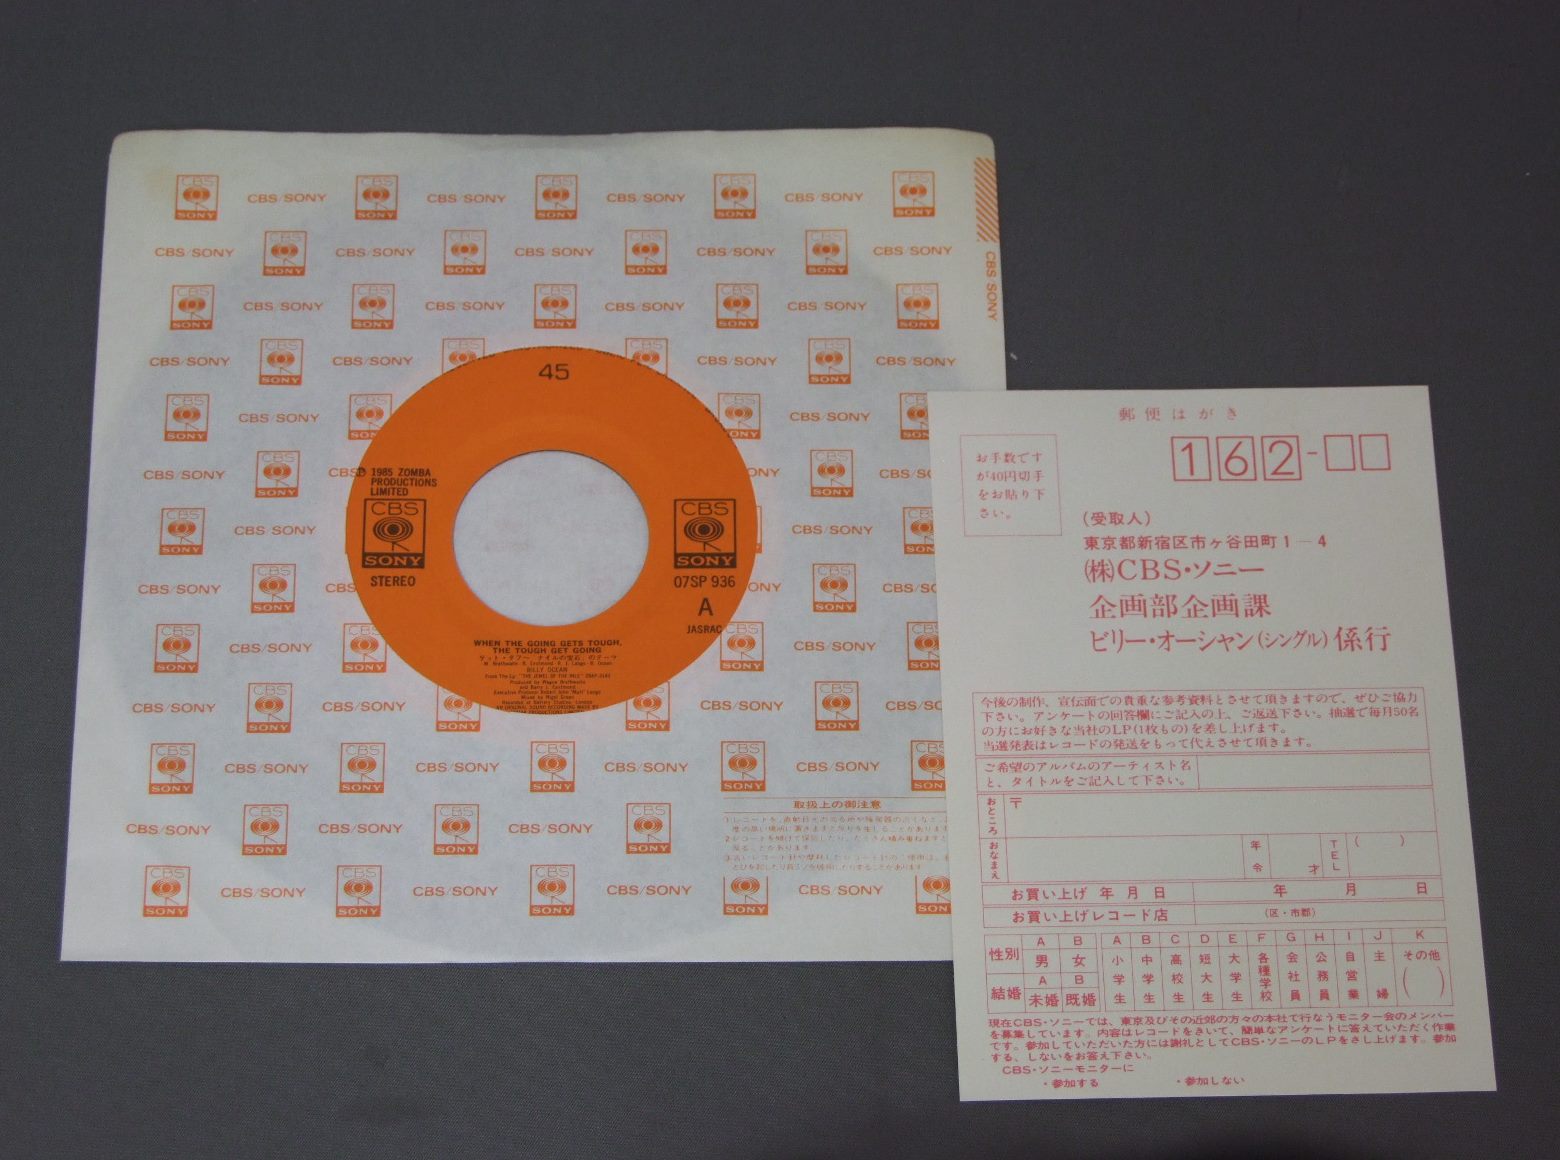 CBS SONY CBS/SONY CBS SONY CBS/SONY CBS SONY CBS/SONY CBS SONY CBS/SONY CBS SONY
CBS SONY
45
Ⓟ 1985 ZOMBA
PRODUCTIONS
LIMITED
CBS
SONY
STEREO
CBS
SONY
07SP 936
A
JASRAC
WHEN THE GOING GETS TOUGH,
THE TOUGH GET GOING
BILLY OCEAN
取扱上の御注意
郵便はがき
162-□□
お手数です
が40円切手
をお貼り下
さい。
(受取人)
東京都新宿区市ヶ谷田町1－4
(株)CBS・ソニー
企画部企画課
ビリー・オーシャン(シングル)係行
今後の制作、宣伝面での貴重な参考資料とさせて頂きますので、ぜひご協力
下さい。アンケートの回答欄にご記入の上、ご返送下さい。抽選で毎月50名
の方にお好きな当社のLP(1枚もの)を差し上げます。
当選発表はレコードの発送をもって代えさせて頂きます。
ご希望のアルバムのアーティスト名
と、タイトルをご記入して下さい。
おところ 〒
おなまえ 年令 才 TEL ( )
お買い上げ 年 月 日 年 月 日
お買い上げレコード店 (区・市郡)
性別 A 男 B 女
結婚 A 未婚 B 既婚
A 小学生 B 中学生 C 高校生 D 短大生 E 大学生 F 各種学校 G 会社員 H 公務員 I 自営業 J 主婦 K その他 ( )
現在CBS・ソニーでは、東京及びその近郊の方々の本社で行なうモニター会のメンバー
を募集しています。内容はレコードをきいて、簡単なアンケートに答えていただく作業
です。参加していただいた方には謝礼としてCBS・ソニーのLPをさし上げます。参加
する、しないをお答え下さい。
CBS・ソニーモニターに
・参加する ・参加しない